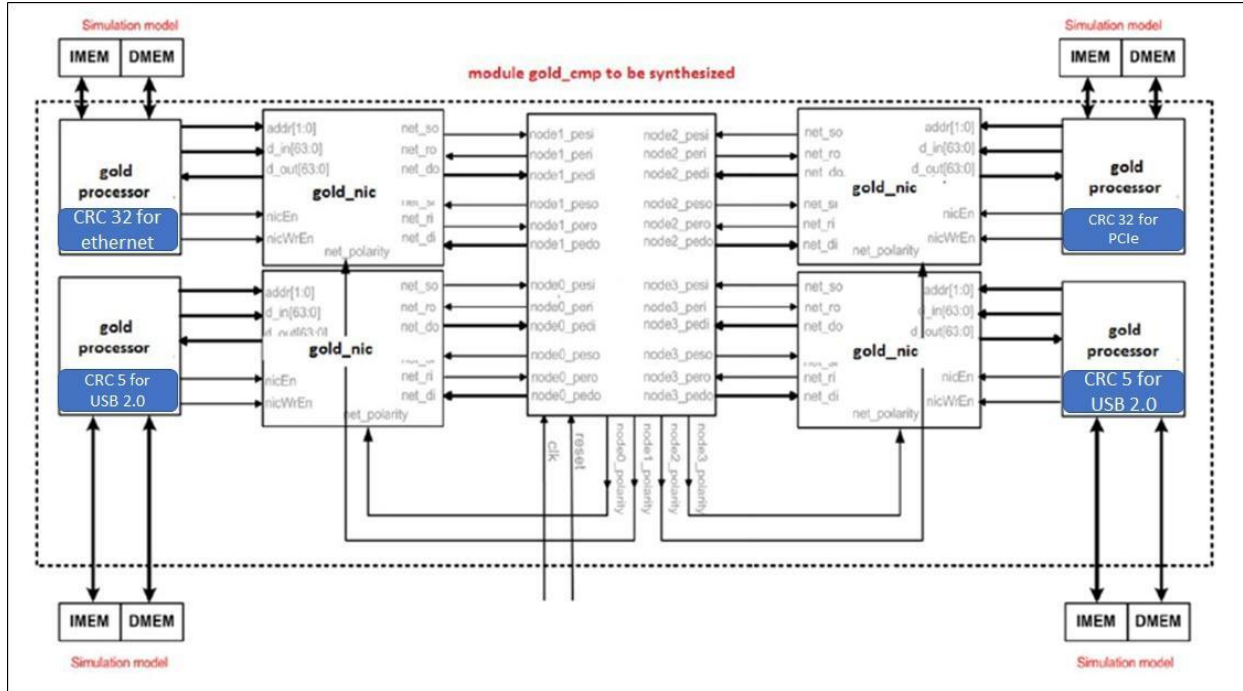 Simulation model
IMEM DMEM
Simulation model
IMEM DMEM
module gold_cmp to be synthesized
gold
processor
CRC 32 for
ethernet
addr[1:0]
d_in[63:0]
d_out[63:0]
nicEn
nicWrEn
gold_nic
net_so
net_ro
net_do
net_ri
net_di
net_polarity
node1_pesi
node1_peri
node1_pedi
node1_peso
node1_pero
node1_pedo
node2_pesi
node2_peri
node2_pedi
node2_peso
node2_pero
node2_pedo
net_so
net_ro
net_do
net_si
net_ri
net_di
net_polarity
gold_nic
addr[1:0]
d_in[63:0]
d_out[63:0]
nicEn
nicWrEn
gold
processor
CRC 32 for
PCIe
gold
processor
CRC 5 for
USB 2.0
addr[1:0]
d_in[63:0]
d_out[63:0]
nicEn
nicWrEn
gold_nic
net_so
net_ro
net_do
net_ri
net_di
net_polarity
node0_pesi
node0_peri
node0_pedi
node0_peso
node0_pero
node0_pedo
node3_pesi
node3_peri
node3_pedi
node3_peso
node3_pero
node3_pedo
net_so
net_ro
net_do
net_ri
net_di
net_polarity
gold_nic
addr[1:0]
d_in[63:0]
d_out[63:0]
nicEn
nicWrEn
gold
processor
CRC 5 for
USB 2.0
clk
reset
node0_polarity
node1_polarity
node2_polarity
node3_polarity
IMEM DMEM
Simulation model
IMEM DMEM
Simulation model